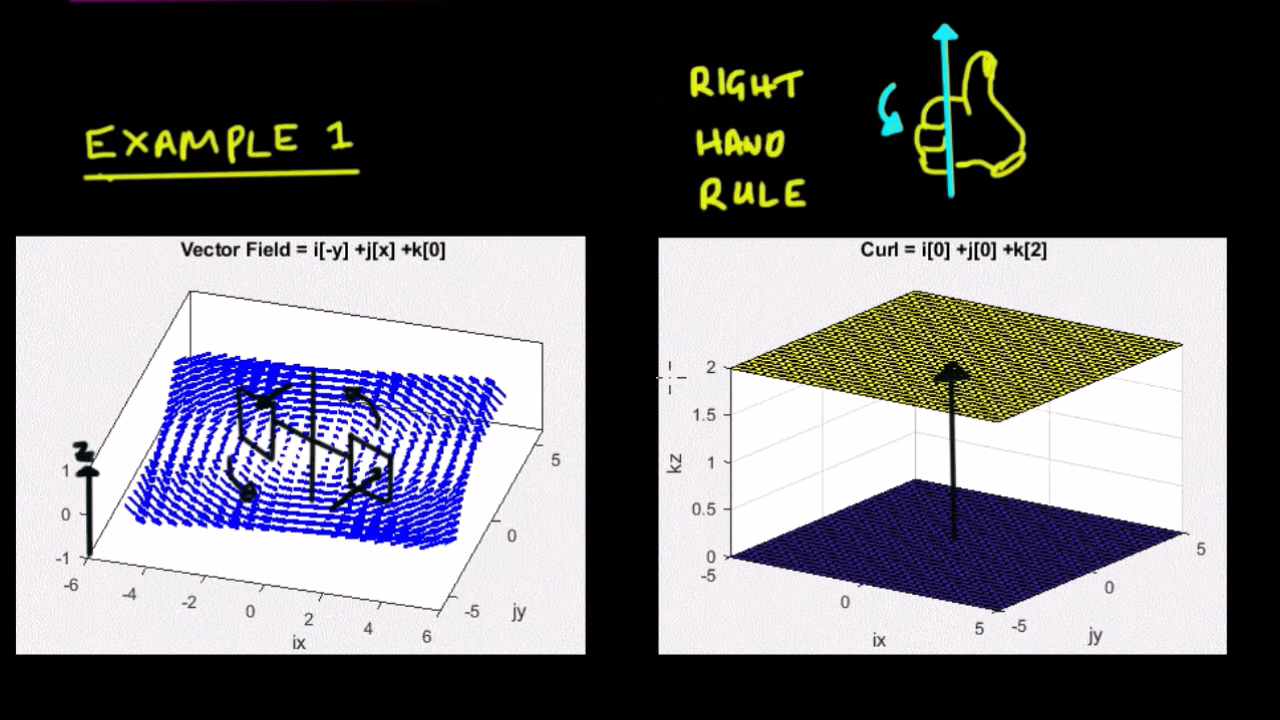 EXAMPLE 1
RIGHT
HAND
RULE
Vector Field = i[-y] +j[x] +k[0]
z
1
0
-1
-6
-4
-2
0
2
4
6
ix
-5
0
5
jy
Curl = i[0] +j[0] +k[2]
2
1.5
1
0.5
0
kz
-5
0
5
ix
-5
0
5
jy